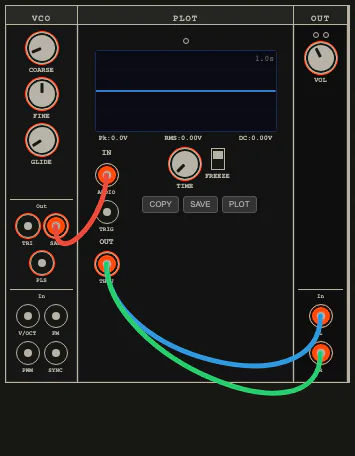 VCO
PLOT
OUT
COARSE
FINE
GLIDE
Out
TRI
PLS
In
V/OCT
FM
PWM
SYNC
1.0s
Pk:0.0V
RMS:0.00V
DC:0.00V
IN
TRIG
TIME
FREEZE
COPY
SAVE
PLOT
OUT
VOL
In